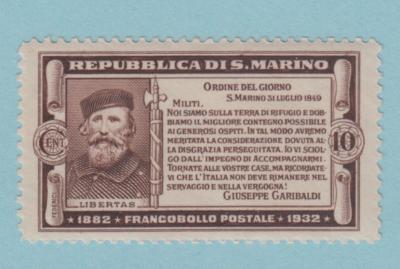 REPUBBLICA DI S. MARINO
ORDINE DEL GIORNO
S. MARINO 31 LUGLIO 1849
MILITI.
NOI SIAMO SULLA TERRA DI RIFUGIO E DOB-
BIAMO IL MIGLIORE CONTEGNO POSSIBILE
AI GENEROSI OSPITI. IN TAL MODO AVREMO
MERITATA LA CONSIDERAZIONE DOVUTA AL-
LA DISGRAZIA PERSEGUITATA. IO VI SCIOL-
GO DALL'IMPEGNO DI ACCOMPAGNARMI.
TORNATE ALLE VOSTRE CASE, MA RICORDATE-
VI CHE L'ITALIA NON DEVE RIMANERE NEL
SERVAGGIO E NELLA VERGOGNA!
GIUSEPPE GARIBALDI
CENT
10
LIBERTAS
1882 FRANCOBOLLO POSTALE 1932